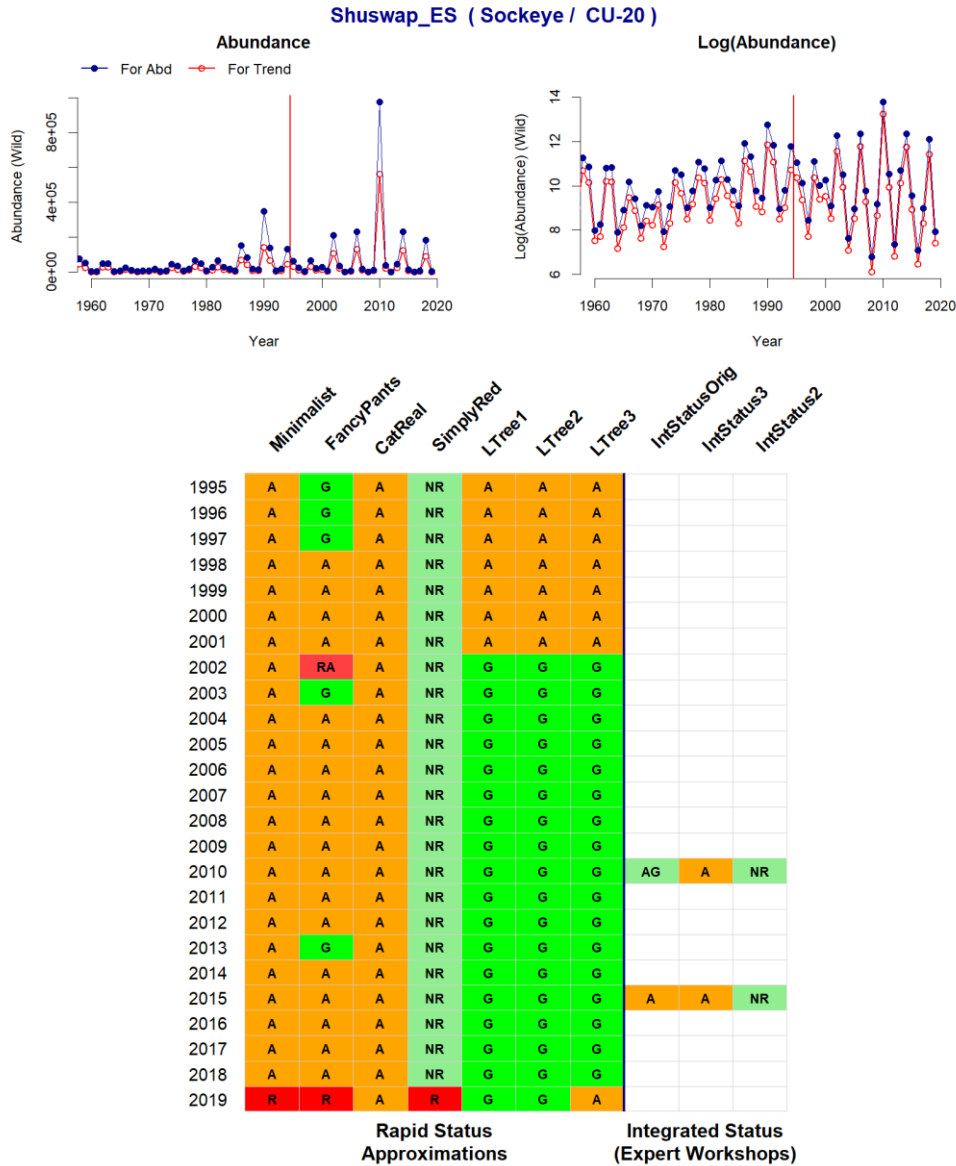 Shuswap_ES ( Sockeye / CU-20 )
Abundance
For Abd
For Trend
Abundance (Wild)
0e+00
4e+05
8e+05
1960 1970 1980 1990 2000 2010 2020
Year
Log(Abundance)
Log(Abundance) (Wild)
6
8
10
12
14
1960 1970 1980 1990 2000 2010 2020
Year
Minimalist FancyPants CatReal SimplyRed LTree1 LTree2 LTree3 IntStatusOrig IntStatus3 IntStatus2
1995 A G A NR A A A
1996 A G A NR A A A
1997 A G A NR A A A
1998 A A A NR A A A
1999 A A A NR A A A
2000 A A A NR A A A
2001 A A A NR A A A
2002 A RA A NR G G G
2003 A G A NR G G G
2004 A A A NR G G G
2005 A A A NR G G G
2006 A A A NR G G G
2007 A A A NR G G G
2008 A A A NR G G G
2009 A A A NR G G G
2010 A A A NR G G G AG A NR
2011 A A A NR G G G
2012 A A A NR G G G
2013 A G A NR G G G
2014 A A A NR G G G
2015 A A A NR G G G A A NR
2016 A A A NR G G G
2017 A A A NR G G G
2018 A A A NR G G G
2019 R R A R G G A
Rapid Status
Approximations
Integrated Status
(Expert Workshops)